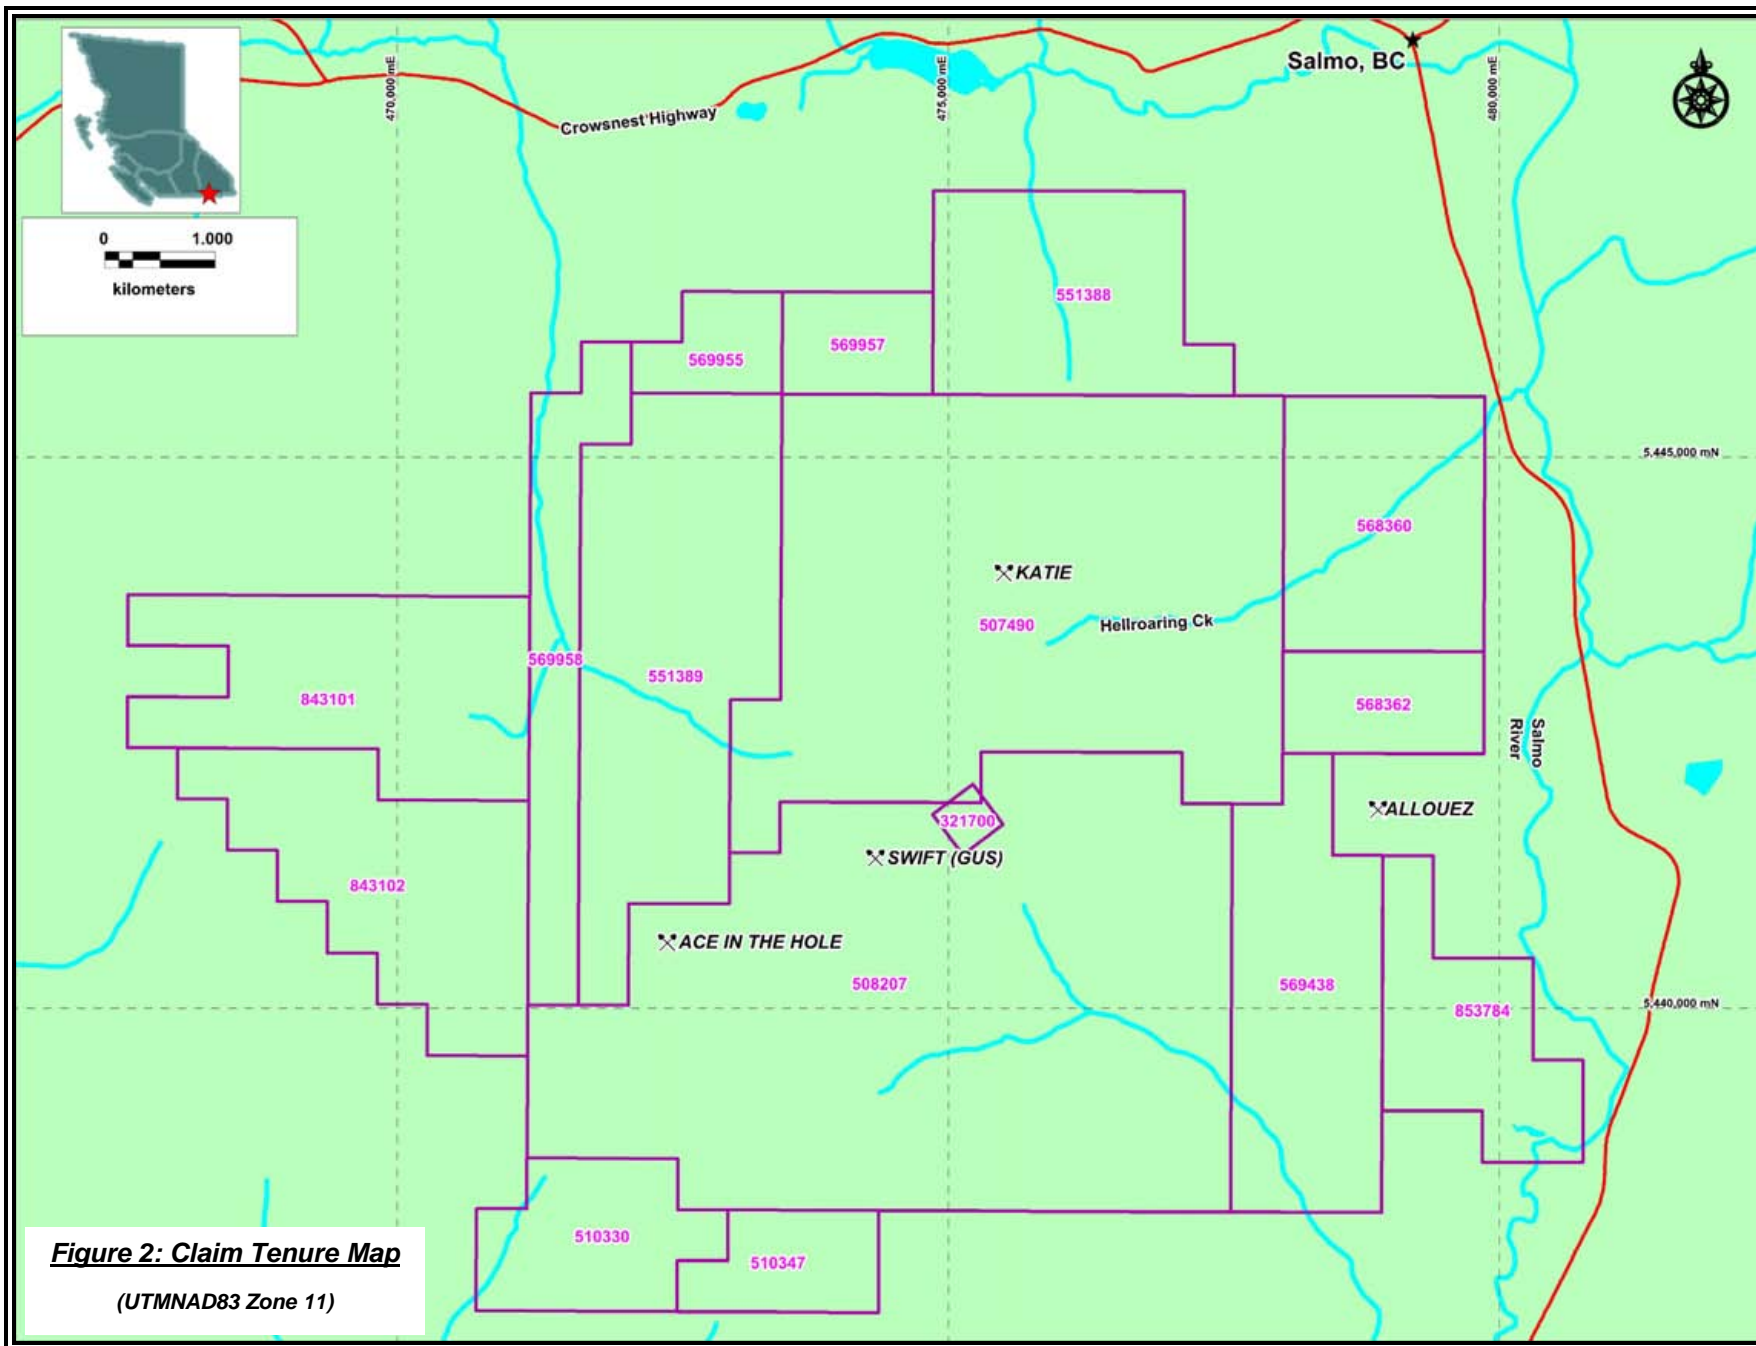 Salmo, BC
470,000 mE
475,000 mE
480,000 mE
Crowsnest Highway
0 1.000
kilometers
551388
569957
569955
5,445,000 mN
568360
KATIE
507490
Hellroaring Ck
569958
551389
843101
568362
Salmo
River
ALLOUEZ
321700
SWIFT (GUS)
843102
ACE IN THE HOLE
508207
569438
5,440,000 mN
853784
510330
510347
Figure 2: Claim Tenure Map
(UTMNAD83 Zone 11)